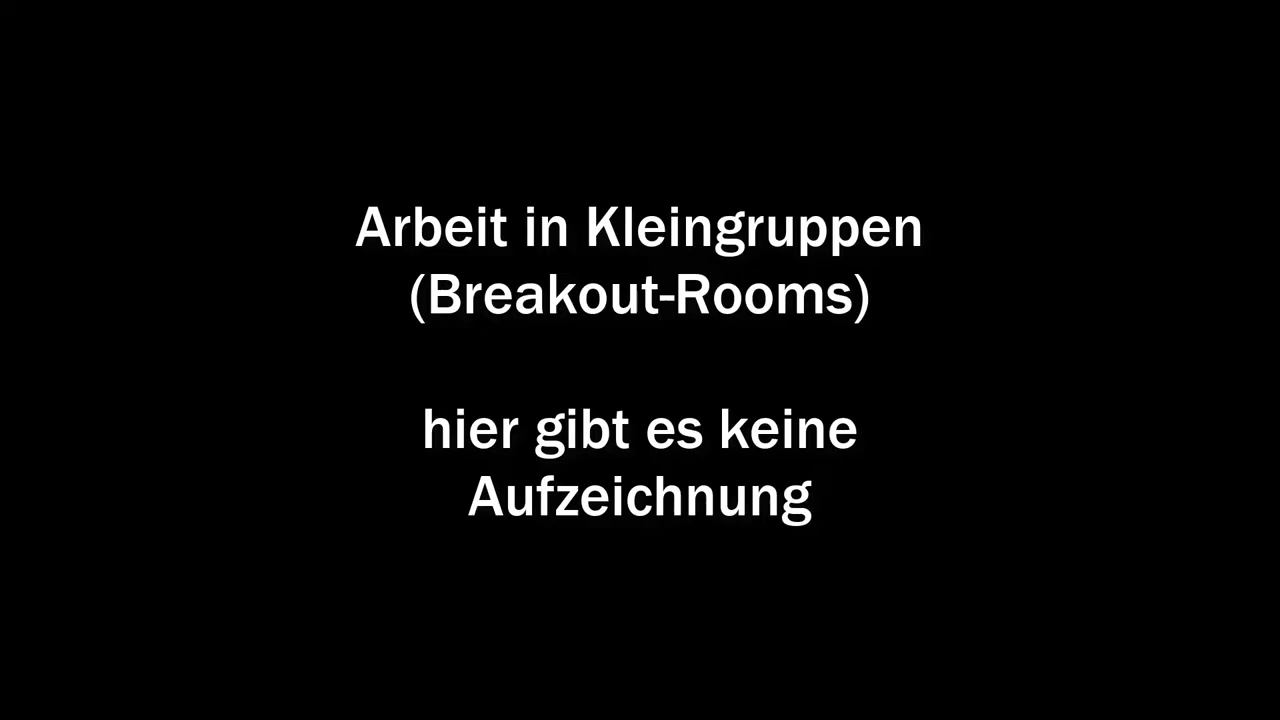 Arbeit in Kleingruppen
(Breakout-Rooms)
hier gibt es keine
Aufzeichnung